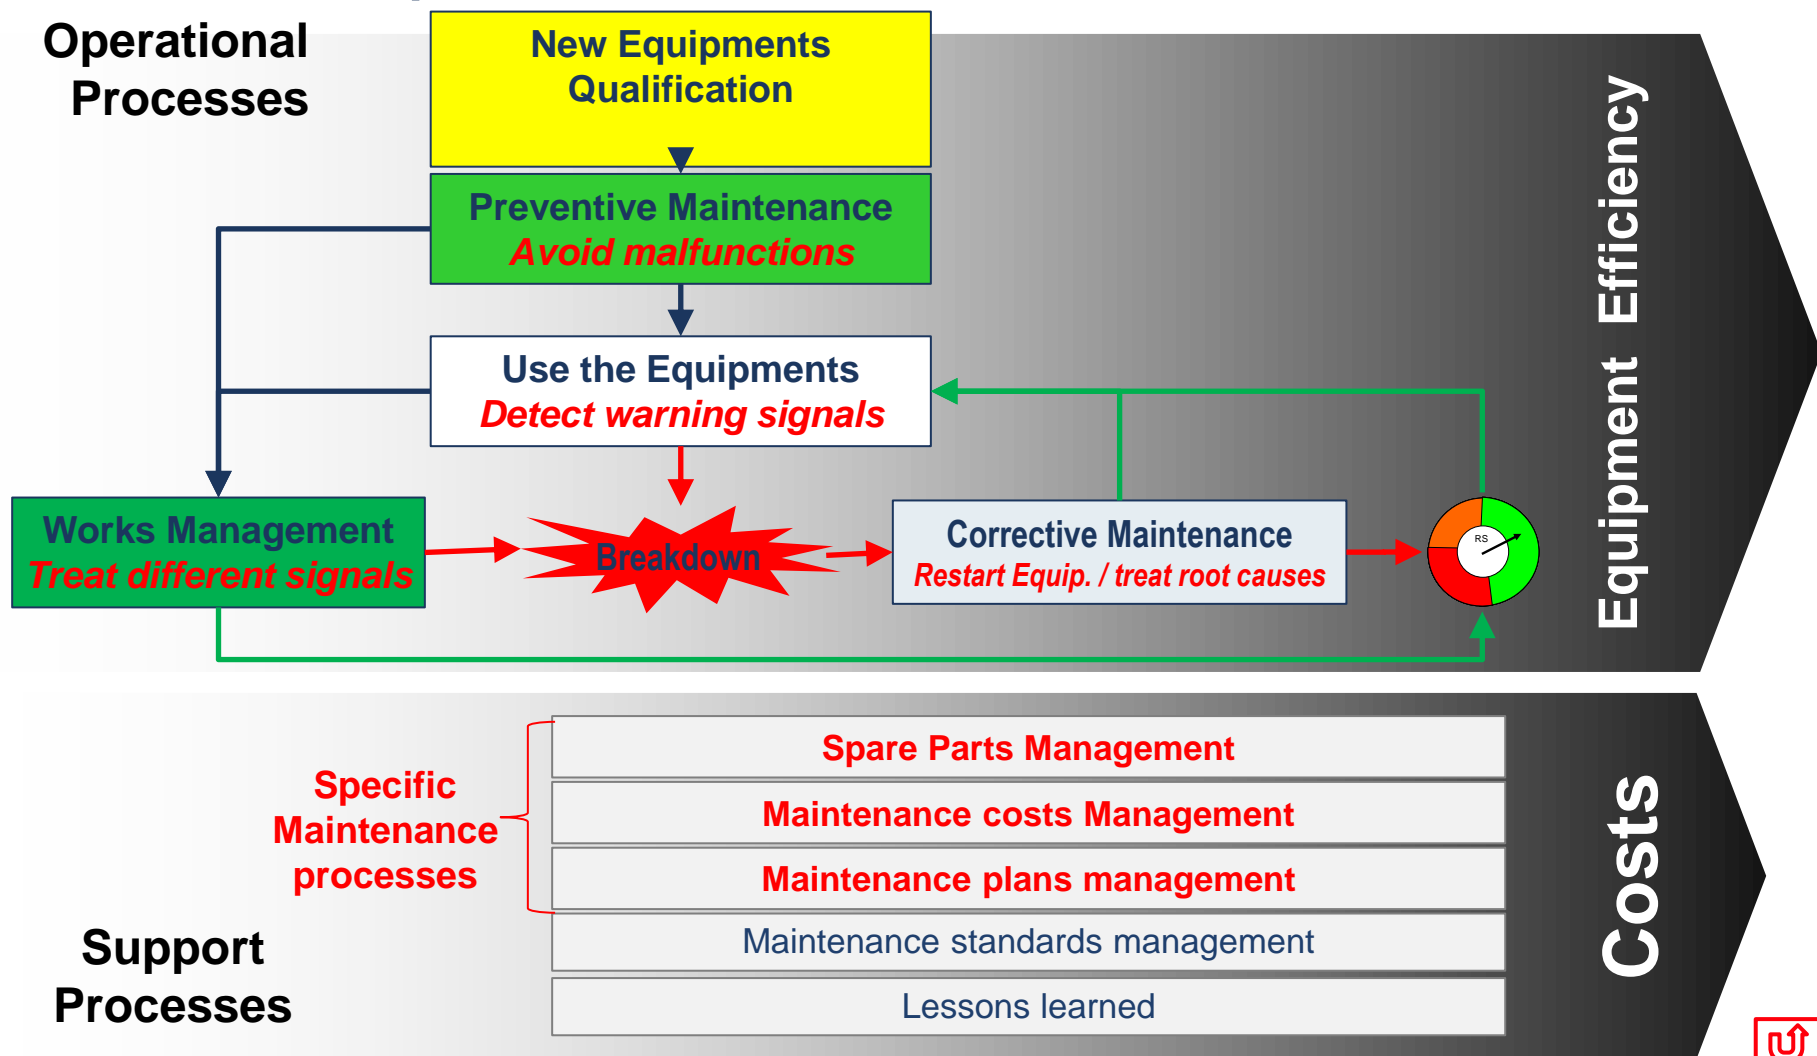 Operational
Processes
New Equipments
Qualification
Preventive Maintenance
Avoid malfunctions
Use the Equipments
Detect warning signals
Works Management
Treat different signals
Breakdown
Corrective Maintenance
Restart Equip. / treat root causes
RS
Equipment Efficiency
Specific
Maintenance
processes
Spare Parts Management
Maintenance costs Management
Maintenance plans management
Maintenance standards management
Lessons learned
Support
Processes
Costs